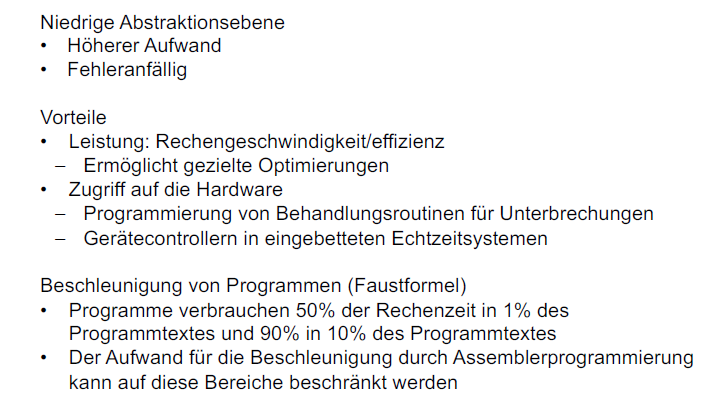 Niedrige Abstraktionsebene
• Höherer Aufwand
• Fehleranfällig
Vorteile
• Leistung: Rechengeschwindigkeit/effizienz
– Ermöglicht gezielte Optimierungen
• Zugriff auf die Hardware
– Programmierung von Behandlungsroutinen für Unterbrechungen
– Gerätecontrollern in eingebetteten Echtzeitsystemen
Beschleunigung von Programmen (Faustformel)
• Programme verbrauchen 50% der Rechenzeit in 1% des
Programmtextes und 90% in 10% des Programmtextes
• Der Aufwand für die Beschleunigung durch Assemblerprogrammierung
kann auf diese Bereiche beschränkt werden